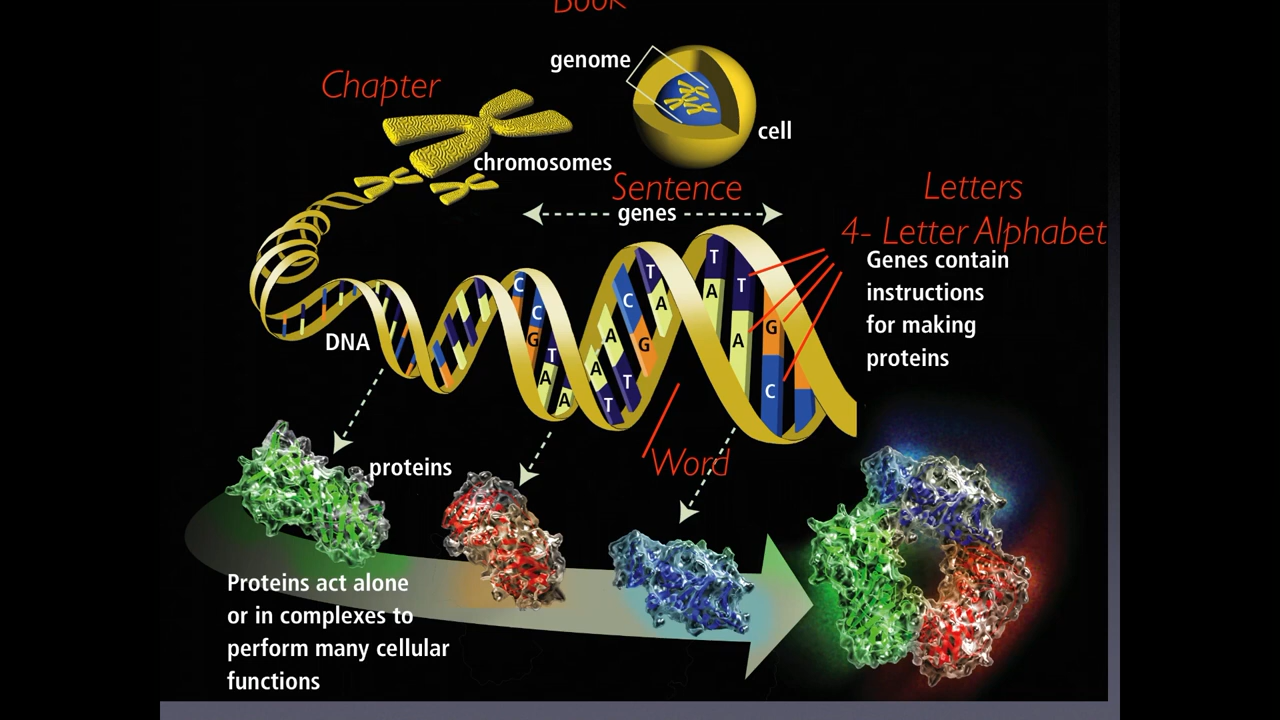 Book
genome
Chapter
cell
chromosomes
Sentence
genes
Letters
4- Letter Alphabet
Genes contain
instructions
for making
proteins
T
T
A
T
A
C
C
G
A
G
C
G
A
A
T
A
A
T
T
A
C
DNA
Word
proteins
Proteins act alone
or in complexes to
perform many cellular
functions